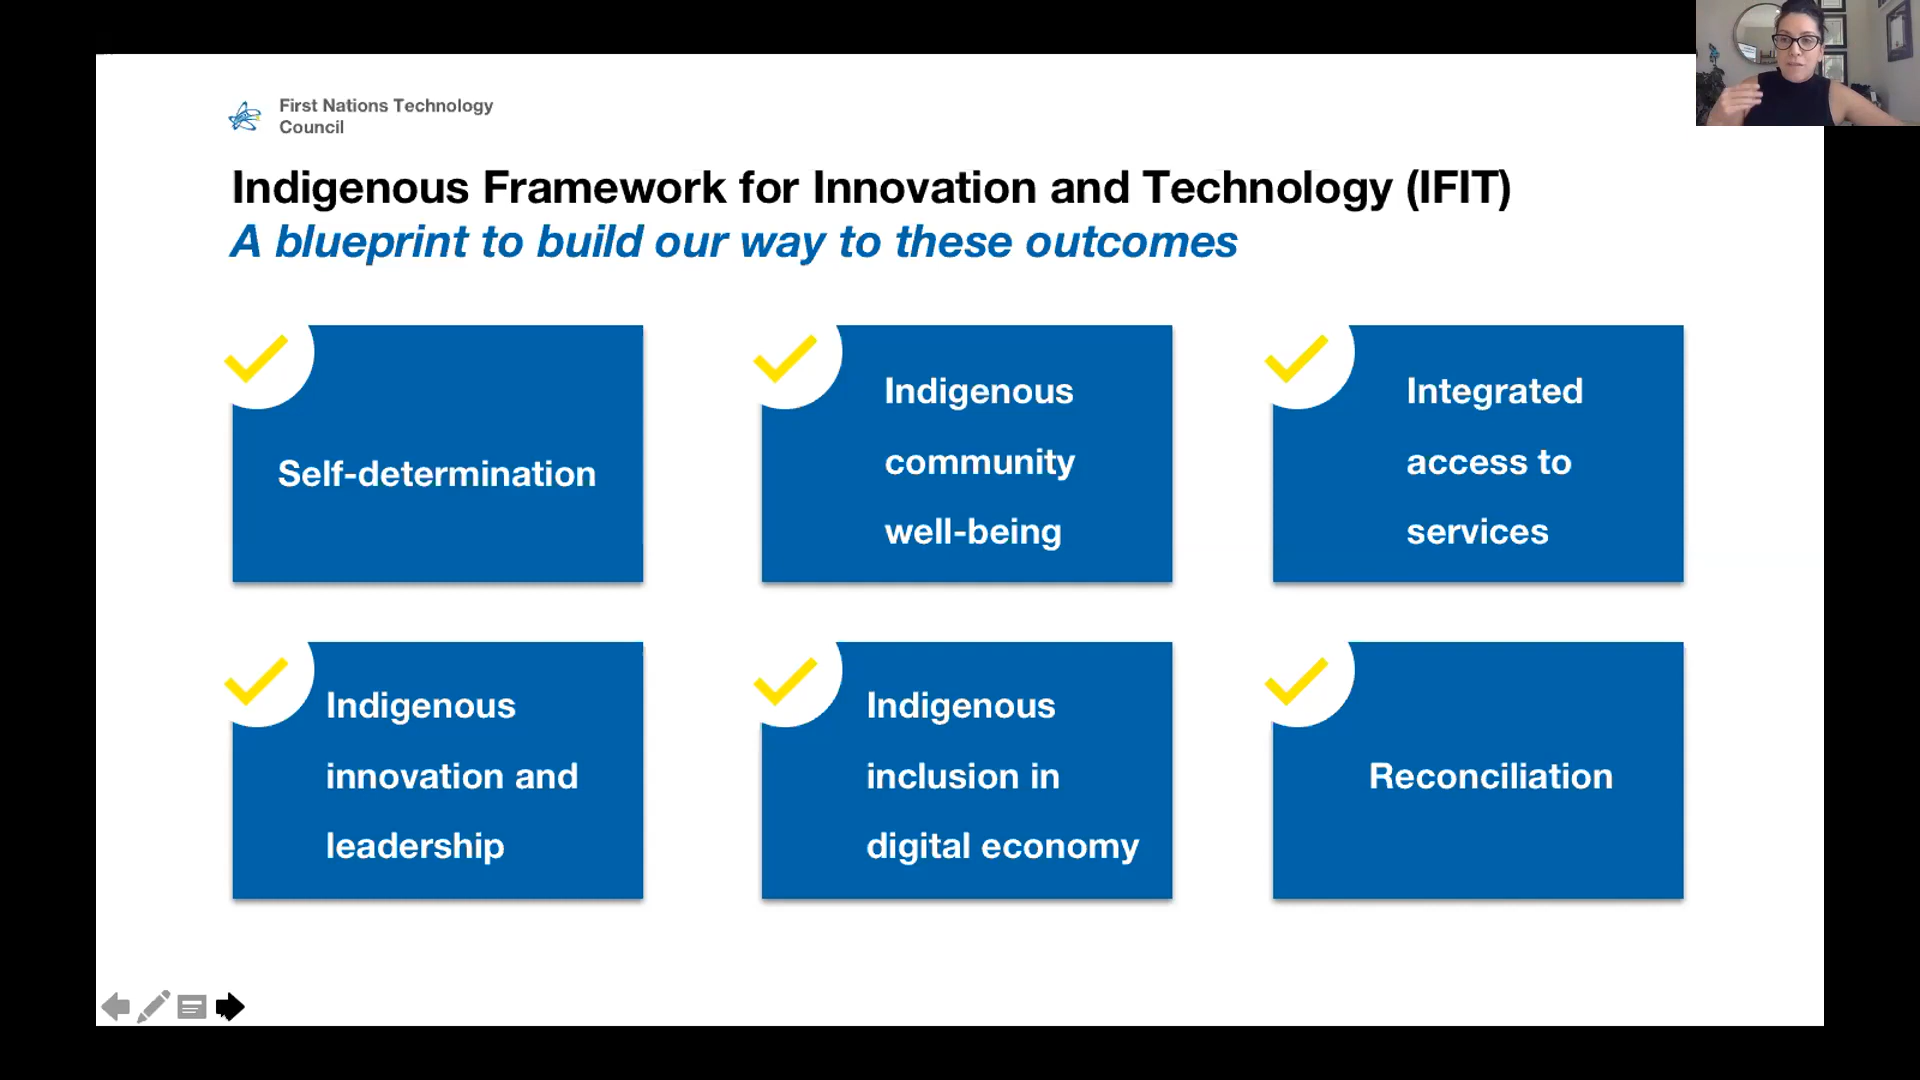 First Nations Technology
Council
Indigenous Framework for Innovation and Technology (IFIT)
A blueprint to build our way to these outcomes
Self-determination
Indigenous
community
well-being
Integrated
access to
services
Indigenous
innovation and
leadership
Indigenous
inclusion in
digital economy
Reconciliation